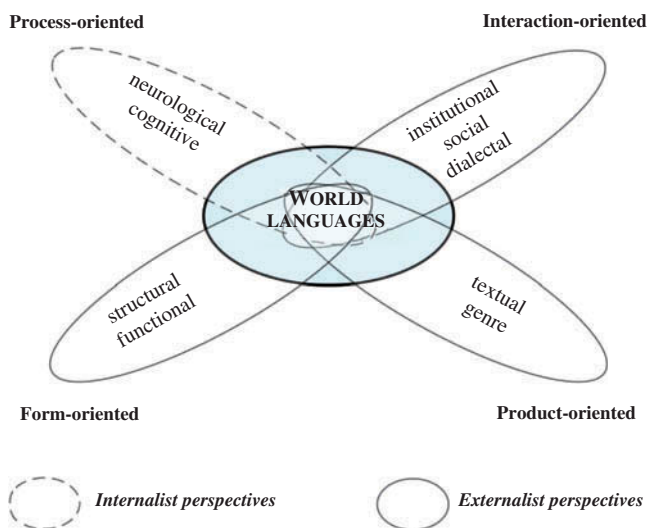 Process-oriented
Interaction-oriented
neurological
cognitive
institutional
social
dialectal
WORLD
LANGUAGES
structural
functional
textual
genre
Form-oriented
Product-oriented
Internalist perspectives
Externalist perspectives